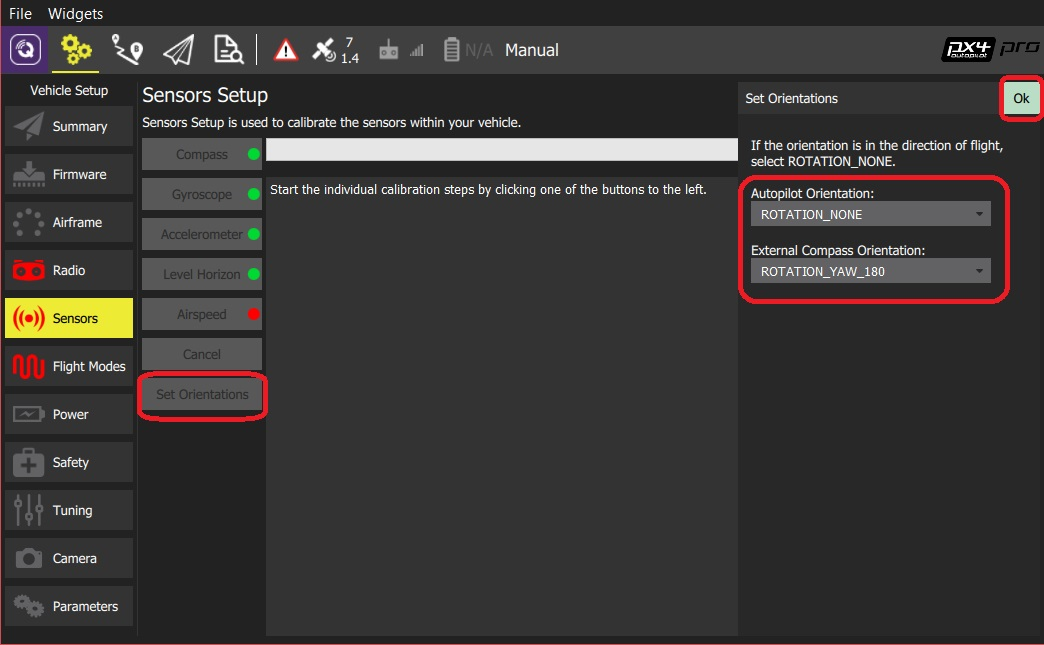 File Widgets
7
1.4
N/A
Manual
px4
autopilot
pro
Vehicle Setup
Summary
Firmware
Airframe
Radio
Sensors
Flight Modes
Power
Safety
Tuning
Camera
Parameters
Sensors Setup
Sensors Setup is used to calibrate the sensors within your vehicle.
Compass
Gyroscope
Accelerometer
Level Horizon
Airspeed
Cancel
Set Orientations
Start the individual calibration steps by clicking one of the buttons to the left.
Set Orientations
Ok
If the orientation is in the direction of flight,
select ROTATION_NONE.
Autopilot Orientation:
ROTATION_NONE
External Compass Orientation:
ROTATION_YAW_180